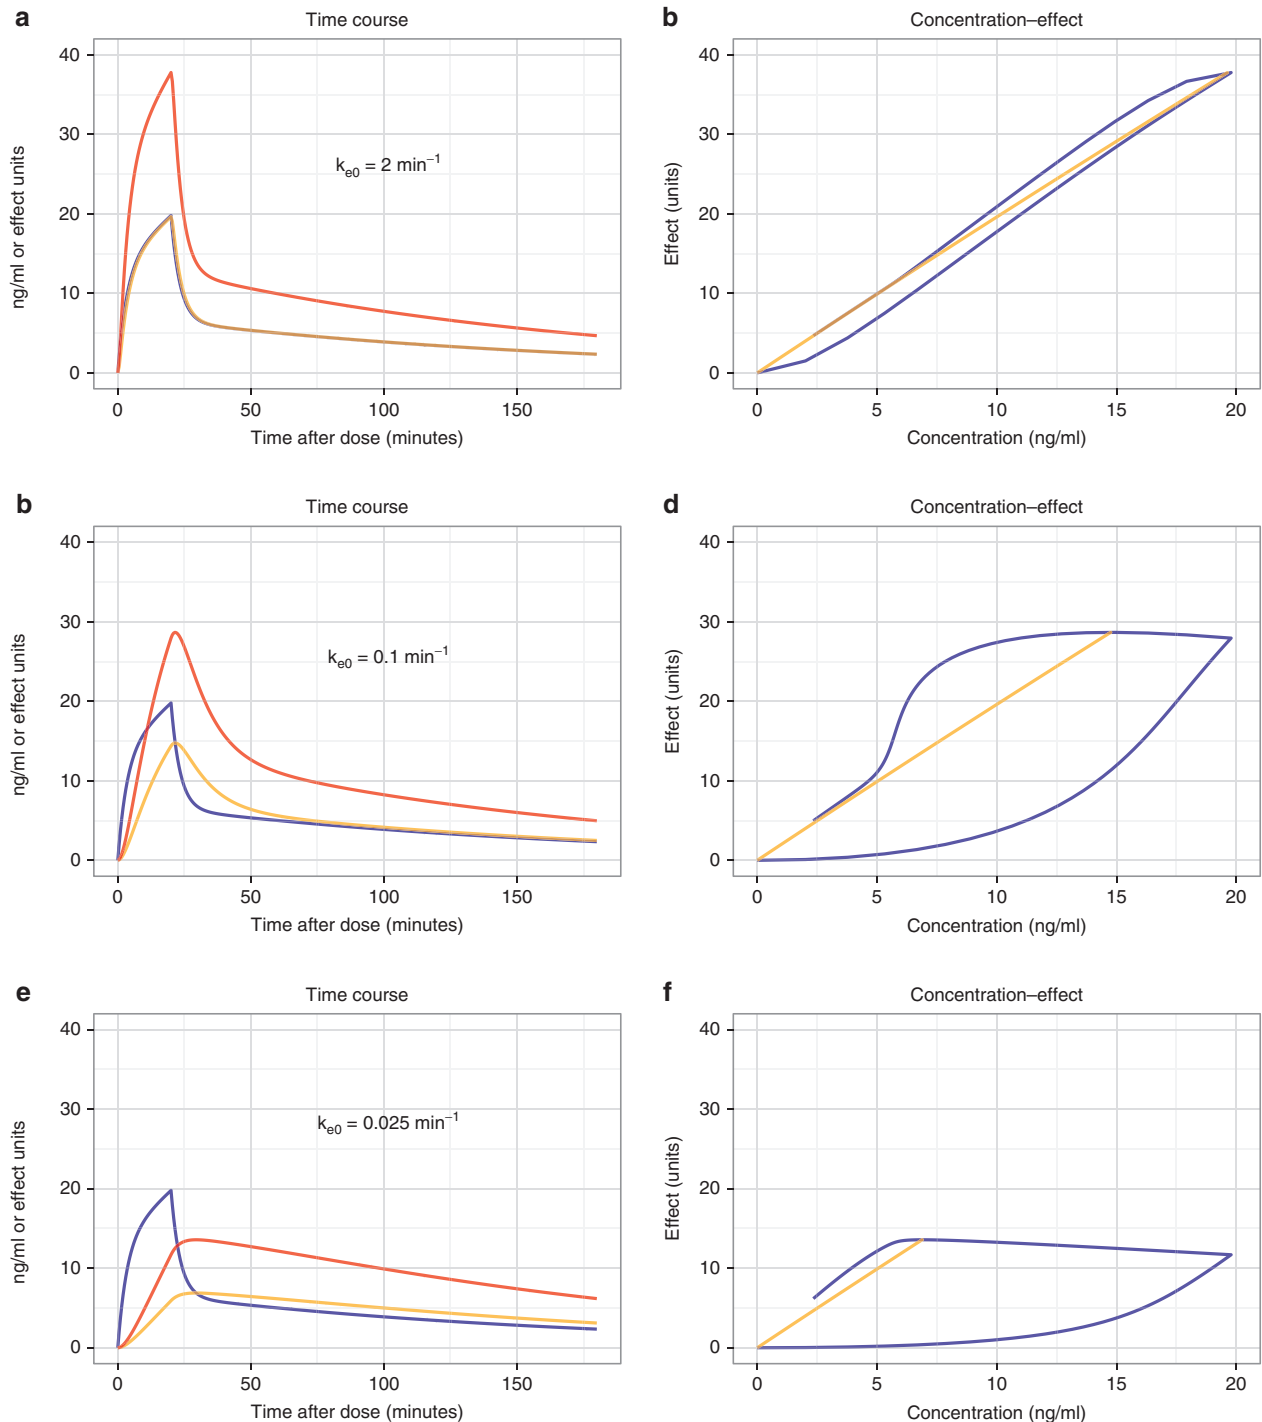 a
Time course
40
30
20
10
0
ng/ml or effect units
k_e0 = 2 min⁻¹
0 50 100 150
Time after dose (minutes)
b
Concentration–effect
40
30
20
10
0
Effect (units)
0 5 10 15 20
Concentration (ng/ml)
b
Time course
40
30
20
10
0
ng/ml or effect units
k_e0 = 0.1 min⁻¹
0 50 100 150
Time after dose (minutes)
d
Concentration–effect
40
30
20
10
0
Effect (units)
0 5 10 15 20
Concentration (ng/ml)
e
Time course
40
30
20
10
0
ng/ml or effect units
k_e0 = 0.025 min⁻¹
0 50 100 150
Time after dose (minutes)
f
Concentration–effect
40
30
20
10
0
Effect (units)
0 5 10 15 20
Concentration (ng/ml)